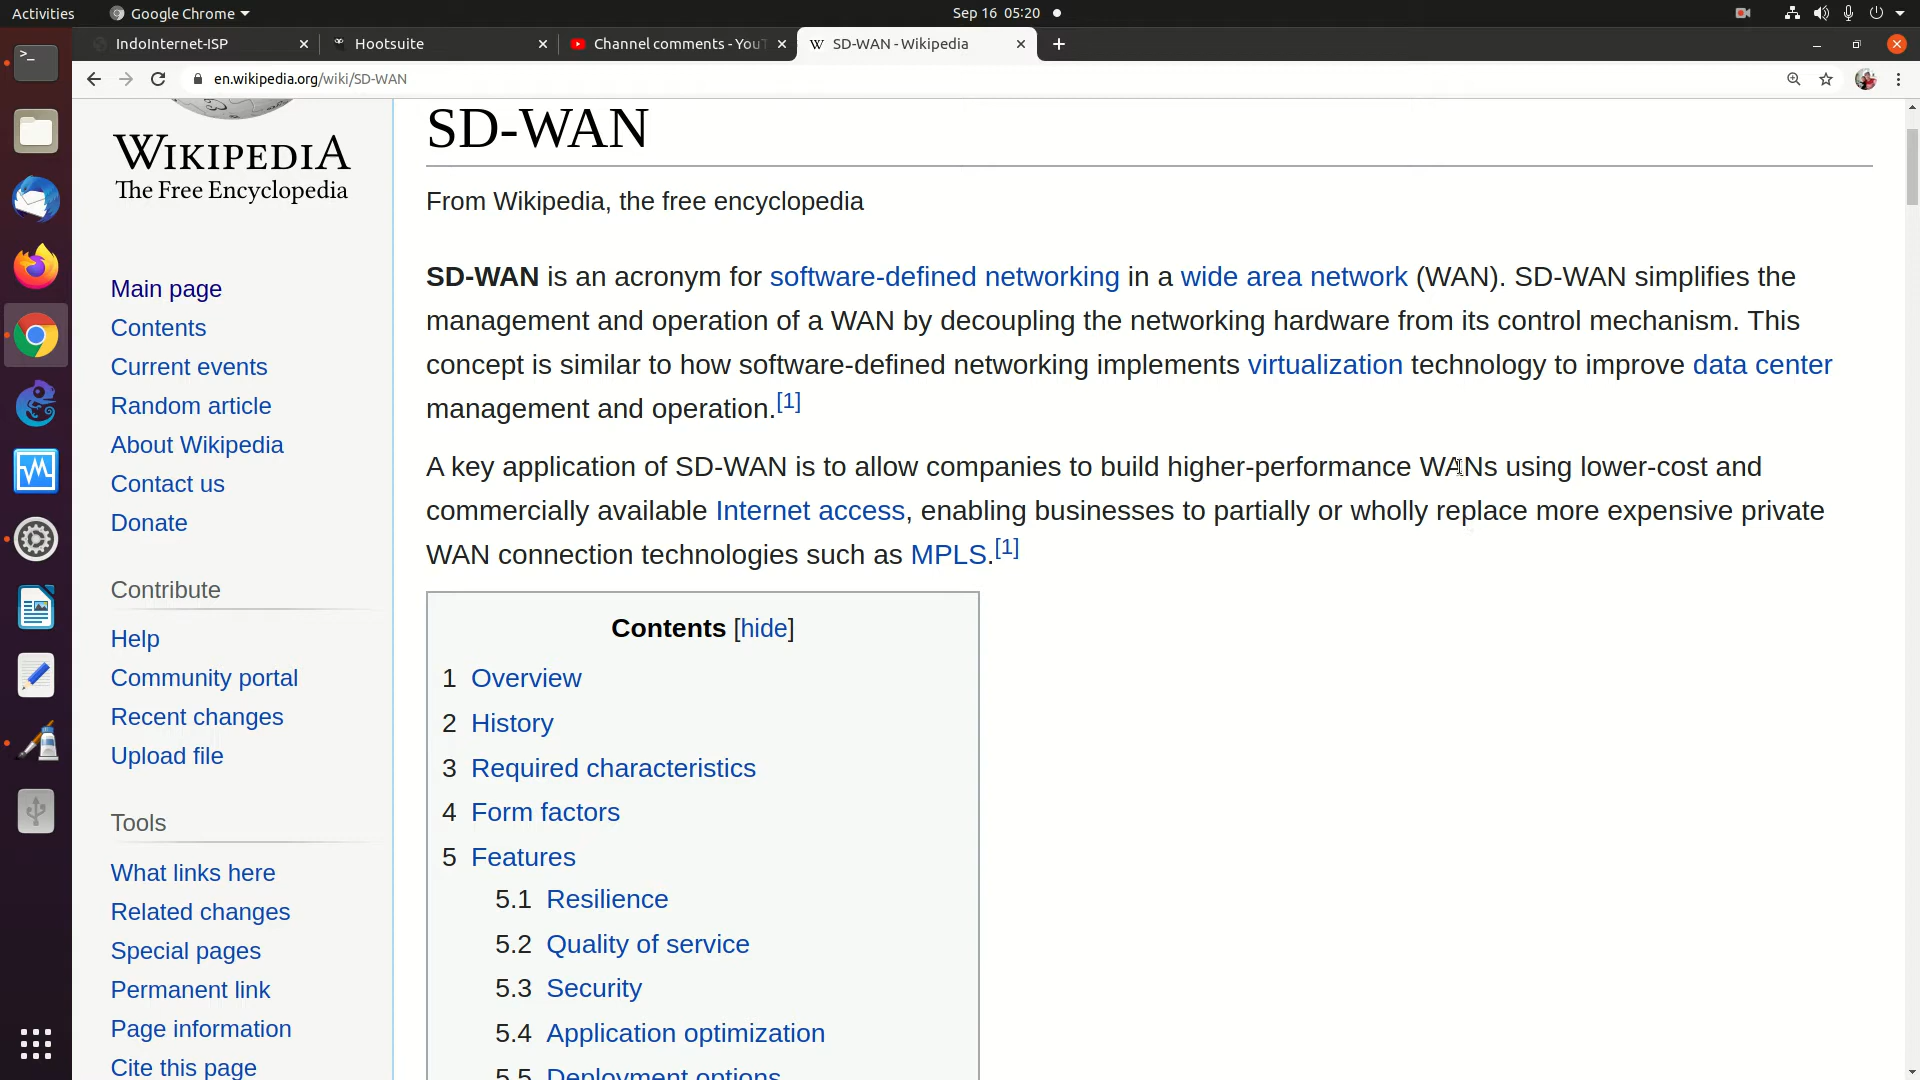 Activities
Google Chrome
Sep 16 05:20
IndoInternet-ISP
Hootsuite
Channel comments - YouT
SD-WAN - Wikipedia
en.wikipedia.org/wiki/SD-WAN
WIKIPEDIA
The Free Encyclopedia
Main page
Contents
Current events
Random article
About Wikipedia
Contact us
Donate
Contribute
Help
Community portal
Recent changes
Upload file
Tools
What links here
Related changes
Special pages
Permanent link
Page information
Cite this page
SD-WAN
From Wikipedia, the free encyclopedia
SD-WAN is an acronym for software-defined networking in a wide area network (WAN). SD-WAN simplifies the
management and operation of a WAN by decoupling the networking hardware from its control mechanism. This
concept is similar to how software-defined networking implements virtualization technology to improve data center
management and operation.[1]
A key application of SD-WAN is to allow companies to build higher-performance WANs using lower-cost and
commercially available Internet access, enabling businesses to partially or wholly replace more expensive private
WAN connection technologies such as MPLS.[1]
Contents [hide]
1 Overview
2 History
3 Required characteristics
4 Form factors
5 Features
5.1 Resilience
5.2 Quality of service
5.3 Security
5.4 Application optimization
5.5 Deployment options